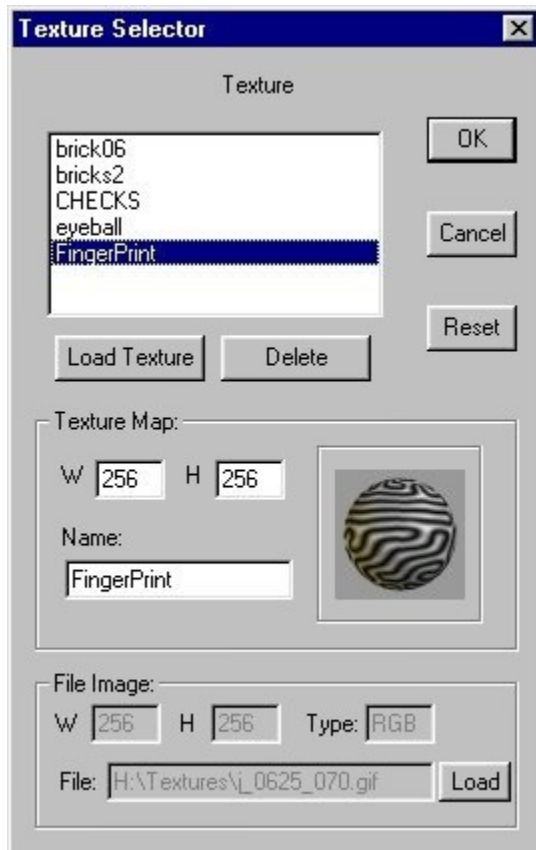 Texture Selector
Texture
brick06
bricks2
CHECKS
eyeball
FingerPrint
OK
Cancel
Reset
Load Texture Delete
Texture Map:
W 256 H 256
Name:
FingerPrint
File Image:
W 256 H 256 Type: RGB
File: H:\Textures\j_0625_070.gif Load